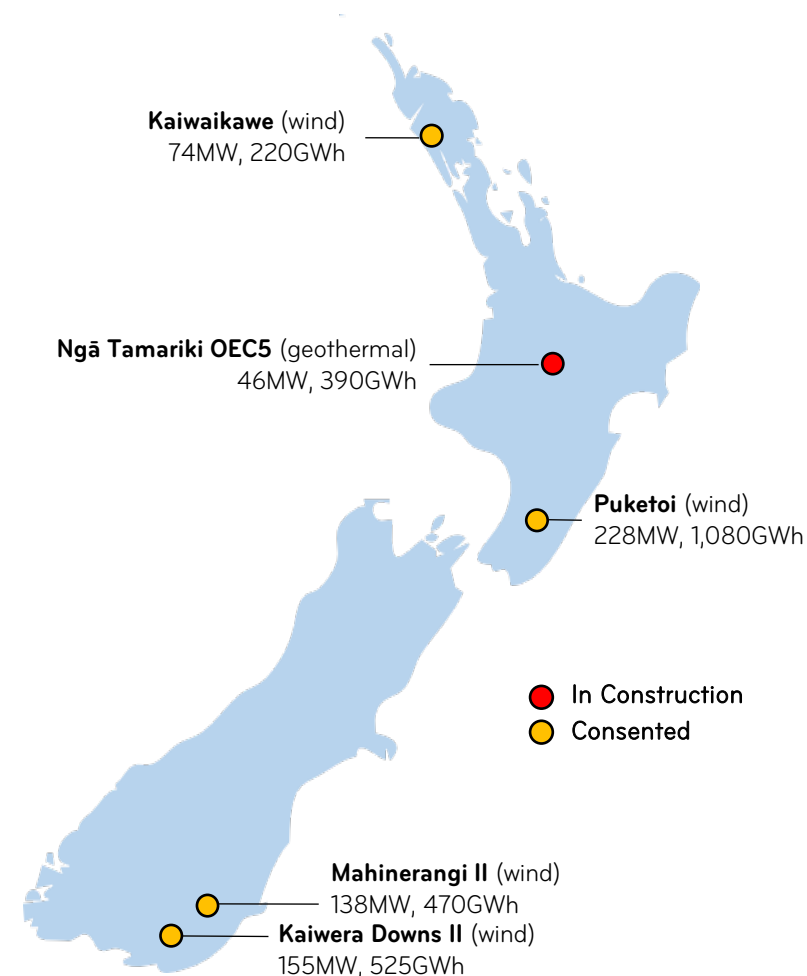 Kaiwaikawe (wind)
74MW, 220GWh
Ngā Tamariki OEC5 (geothermal)
46MW, 390GWh
Puketoi (wind)
228MW, 1,080GWh
In Construction
Consented
Mahinerangi II (wind)
138MW, 470GWh
Kaiwera Downs II (wind)
155MW, 525GWh